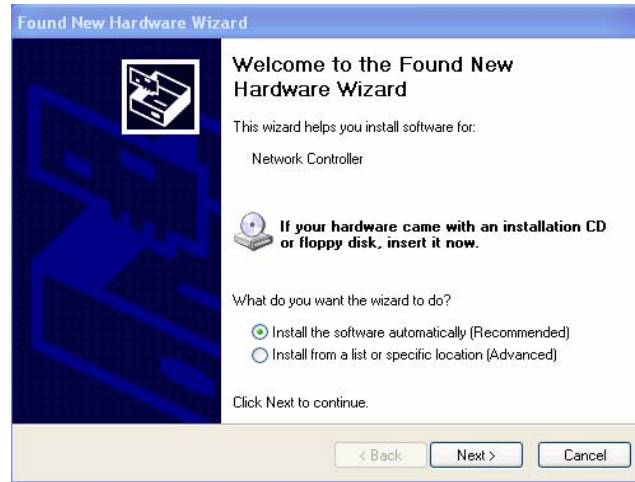 Found New Hardware Wizard
Welcome to the Found New
Hardware Wizard
This wizard helps you install software for:
Network Controller
If your hardware came with an installation CD
or floppy disk, insert it now.
What do you want the wizard to do?
Install the software automatically (Recommended)
Install from a list or specific location (Advanced)
Click Next to continue.
< Back Next > Cancel